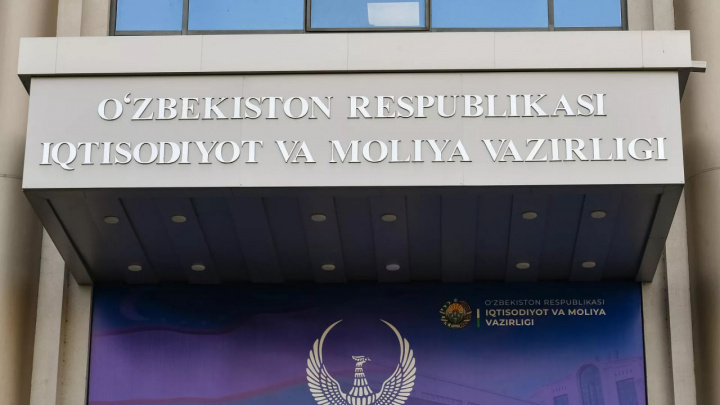 O‘ZBEKISTON RESPUBLIKASI
IQTISODIYOT VA MOLIYA VAZIRLIGI
O‘ZBEKISTON RESPUBLIKASI
IQTISODIYOT VA MOLIYA
VAZIRLIGI